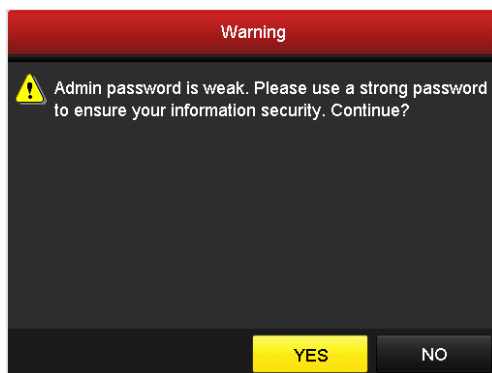 Warning
Admin password is weak. Please use a strong password
to ensure your information security. Continue?
YES
NO